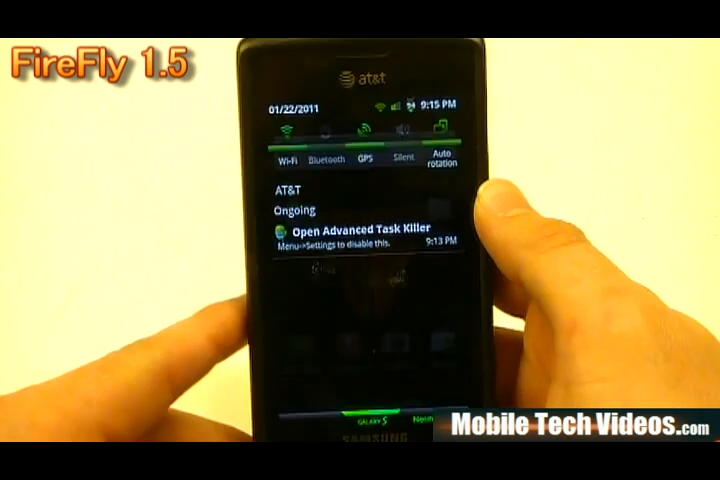 FireFly 1.5
at&t
01/22/2011 9:15 PM
Wi-Fi Bluetooth GPS Silent Auto rotation
AT&T
Ongoing
Open Advanced Task Killer
Menu->Settings to disable this. 9:13 PM
GALAXY S
SAMSUNG
Mobile Tech Videos.com